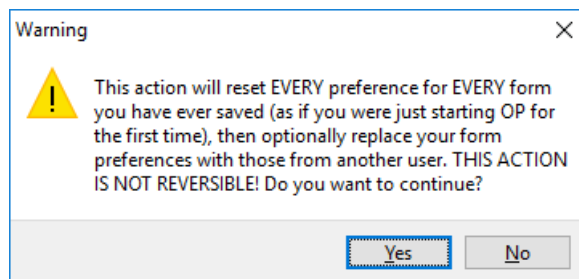 Warning
This action will reset EVERY preference for EVERY form
you have ever saved (as if you were just starting OP for
the first time), then optionally replace your form
preferences with those from another user. THIS ACTION
IS NOT REVERSIBLE! Do you want to continue?
Yes No